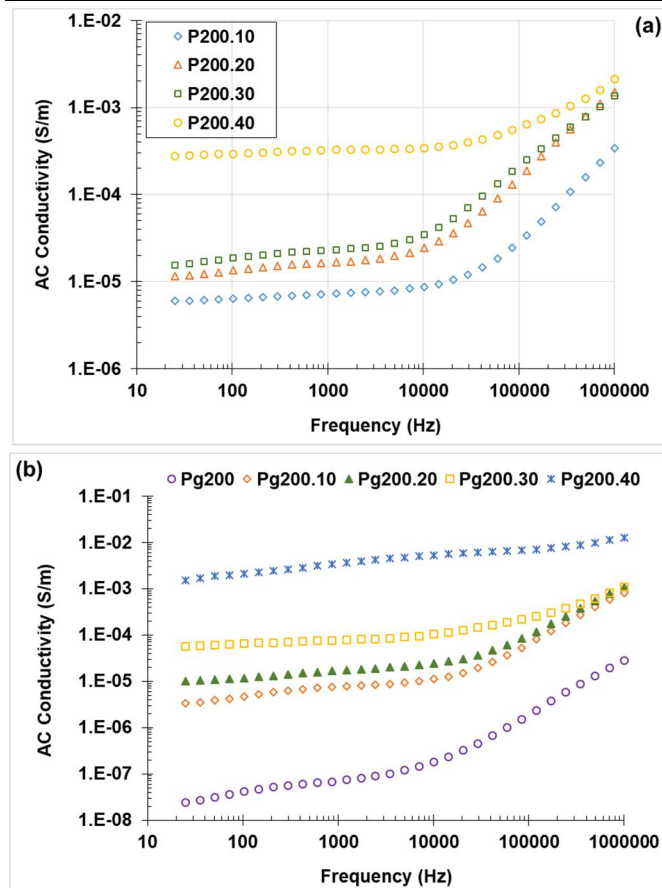 (a)
P200.10
P200.20
P200.30
P200.40
1.E-02
1.E-03
1.E-04
1.E-05
1.E-06
AC Conductivity (S/m)
10 100 1000 10000 100000 1000000
Frequency (Hz)
(b)
Pg200 Pg200.10 Pg200.20 Pg200.30 Pg200.40
1.E-01
1.E-02
1.E-03
1.E-04
1.E-05
1.E-06
1.E-07
1.E-08
AC Conductivity (S/m)
10 100 1000 10000 100000 1000000
Frequency (Hz)